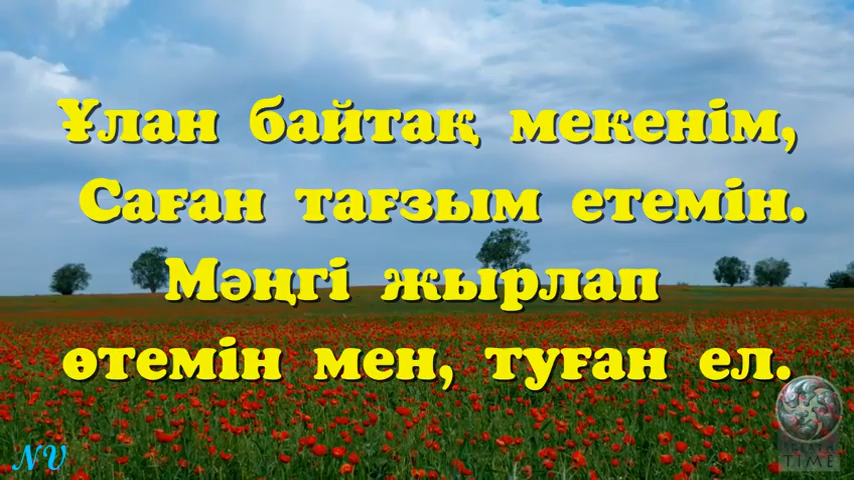 Ұлан байтақ мекенім,
Саған тағзым етемін.
Мәңгі жырлап
өтемін мен, туған ел.
NV
TIME